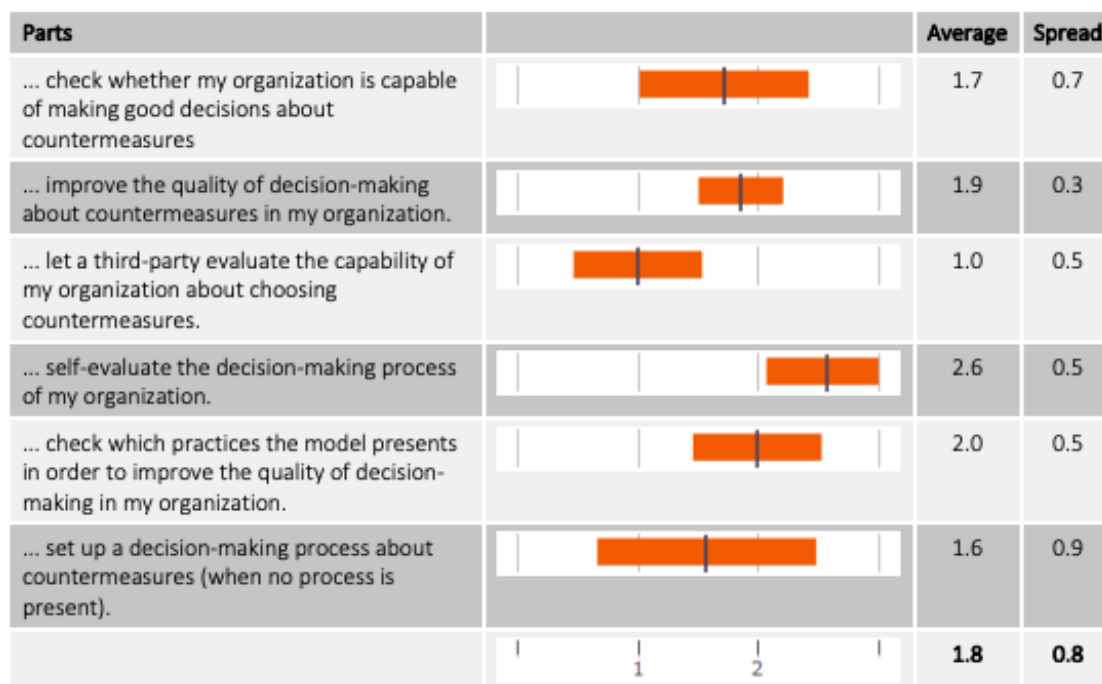 Parts Average Spread
... check whether my organization is capable 1.7 0.7
of making good decisions about
countermeasures
... improve the quality of decision-making 1.9 0.3
about countermeasures in my organization.
... let a third-party evaluate the capability of 1.0 0.5
my organization about choosing
countermeasures.
... self-evaluate the decision-making process 2.6 0.5
of my organization.
... check which practices the model presents 2.0 0.5
in order to improve the quality of decision-
making in my organization.
... set up a decision-making process about 1.6 0.9
countermeasures (when no process is
present).
1 2 1.8 0.8